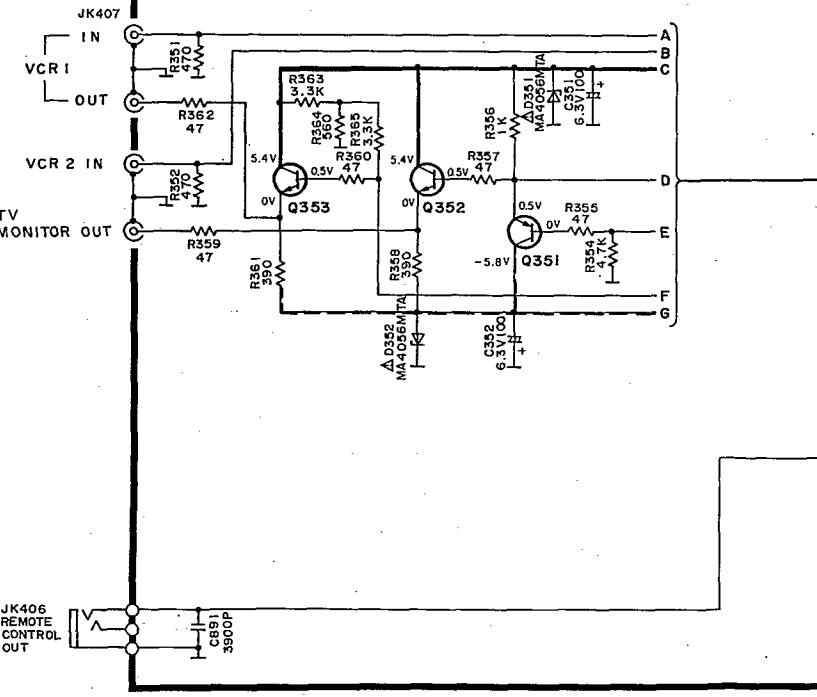 JK407
IN
VCR 1
OUT
R351
470
R362
47
VCR 2 IN
R352
470
TV
MONITOR OUT
R359
47
R363
3.3K
R364
560
R365
3.3K
5.4V
0.5V
R360
47
0V
Q353
R361
390
5.4V
0.5V
R357
47
0V
Q352
R358
390
R356
1K
D351
MA4056MTA
C351
6.3V100
+
0.5V
0V
R355
47
-5.8V
Q351
R354
4.7K
D352
MA4056MTA
C352
6.3V100
+
A
B
C
D
E
F
G
JK406
REMOTE
CONTROL
OUT
C891
3900P